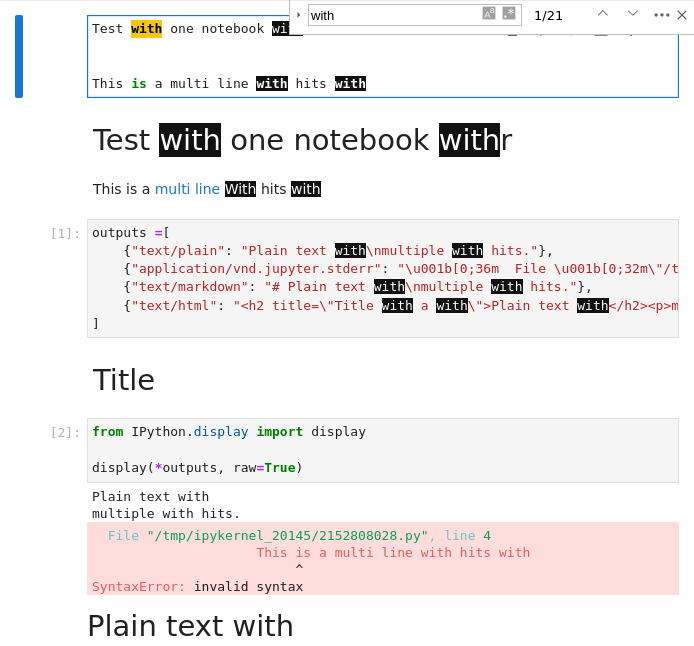 with
1/21
Test with one notebook
This is a multi line with hits with
Test with one notebook withr
This is a multi line With hits with
[1]:
outputs =[
{"text/plain": "Plain text with\nmultiple with hits."},
{"application/vnd.jupyter.stderr": "\u001b[0;36m  File \u001b[0;32m\"/t
{"text/markdown": "# Plain text with\nmultiple with hits."},
{"text/html": "<h2 title=\"Title with a with\">Plain text with</h2><p>m
]
Title
[2]:
from IPython.display import display
display(*outputs, raw=True)
Plain text with
multiple with hits.
File "/tmp/ipykernel_20145/2152808028.py", line 4
This is a multi line with hits with
^
SyntaxError: invalid syntax
Plain text with